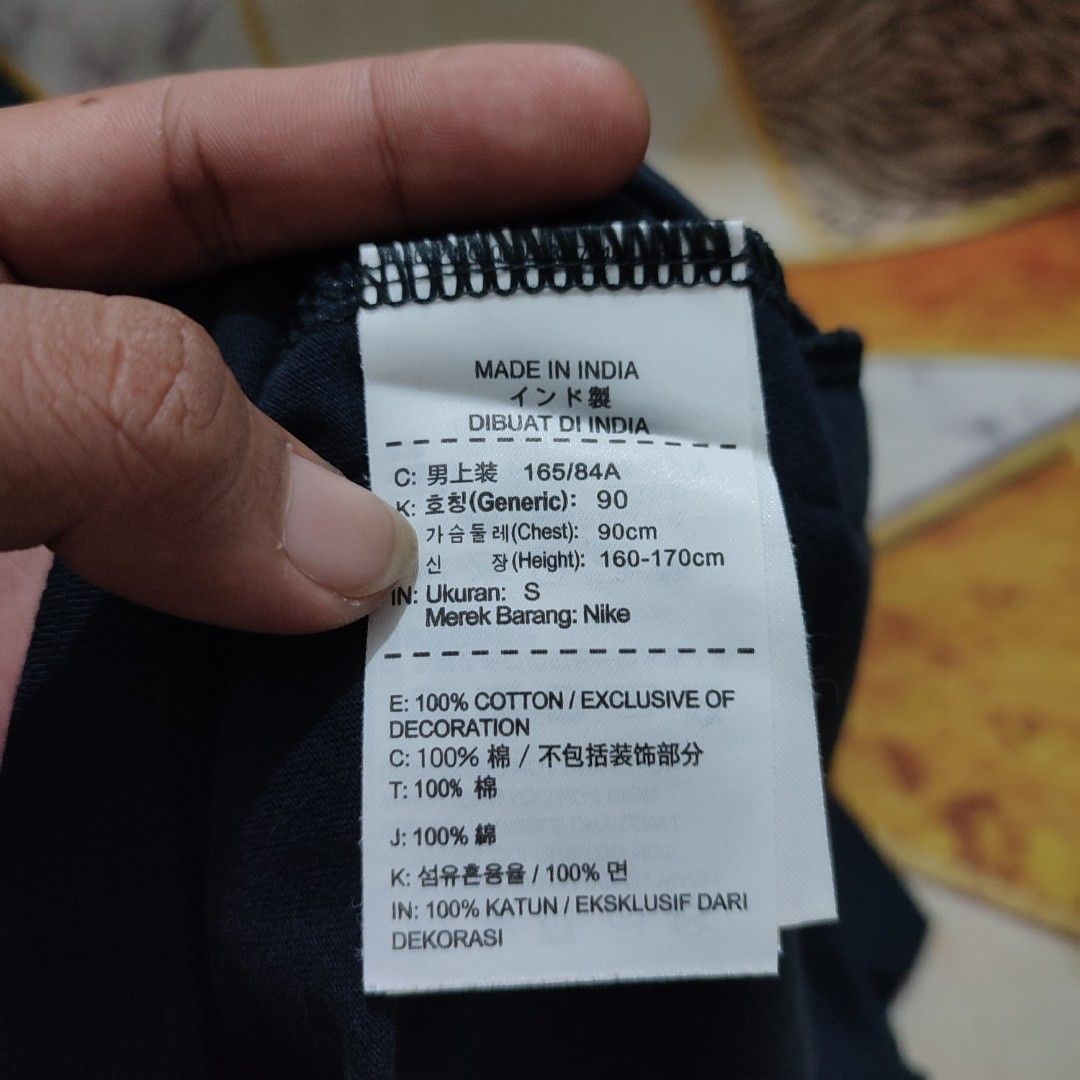 MADE IN INDIA
インド製
DIBUAT DI INDIA
C: 男上装 165/84A
K: 호칭(Generic): 90
가슴둘레(Chest): 90cm
신 장(Height): 160-170cm
IN: Ukuran: S
Merek Barang: Nike
E: 100% COTTON / EXCLUSIVE OF
DECORATION
C: 100% 棉 / 不包括装饰部分
T: 100% 棉
J: 100% 綿
K: 섬유혼용율 / 100% 면
IN: 100% KATUN / EKSKLUSIF DARI
DEKORASI